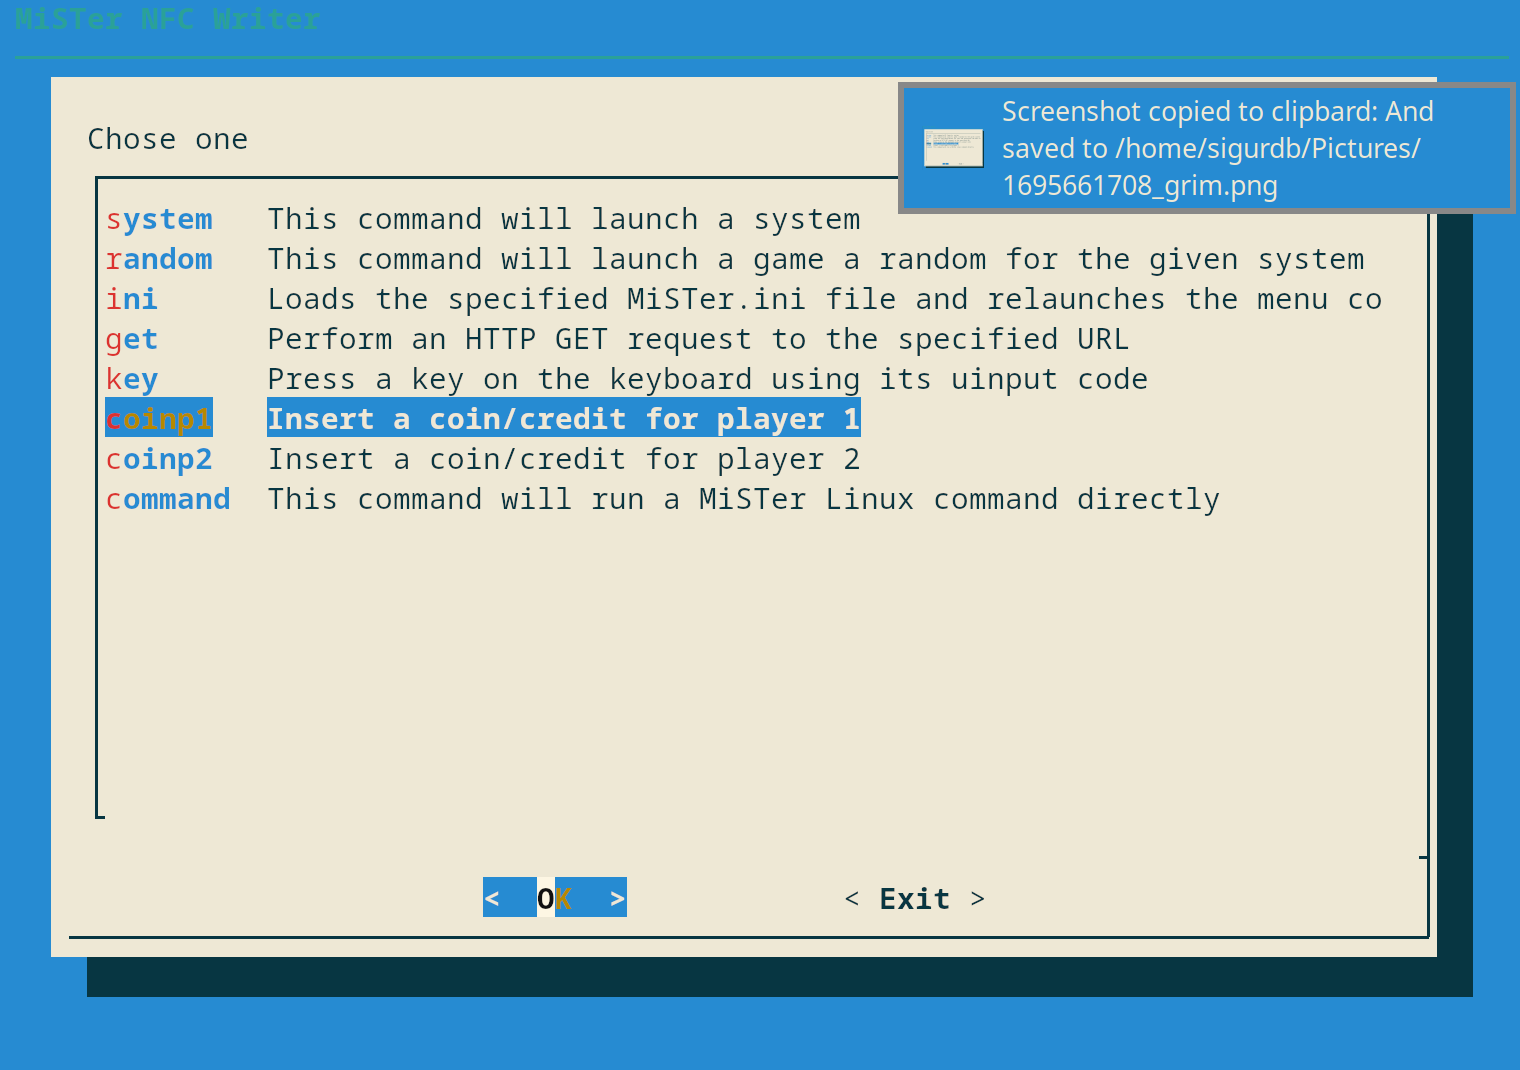 MiSTer NFC Writer
Screenshot copied to clipbard: And
saved to /home/sigurdb/Pictures/
1695661708_grim.png
Chose one
system This command will launch a system
random This command will launch a game a random for the given system
ini Loads the specified MiSTer.ini file and relaunches the menu co
get Perform an HTTP GET request to the specified URL
key Press a key on the keyboard using its uinput code
coinp1 Insert a coin/credit for player 1
coinp2 Insert a coin/credit for player 2
command This command will run a MiSTer Linux command directly
< OK > < Exit >